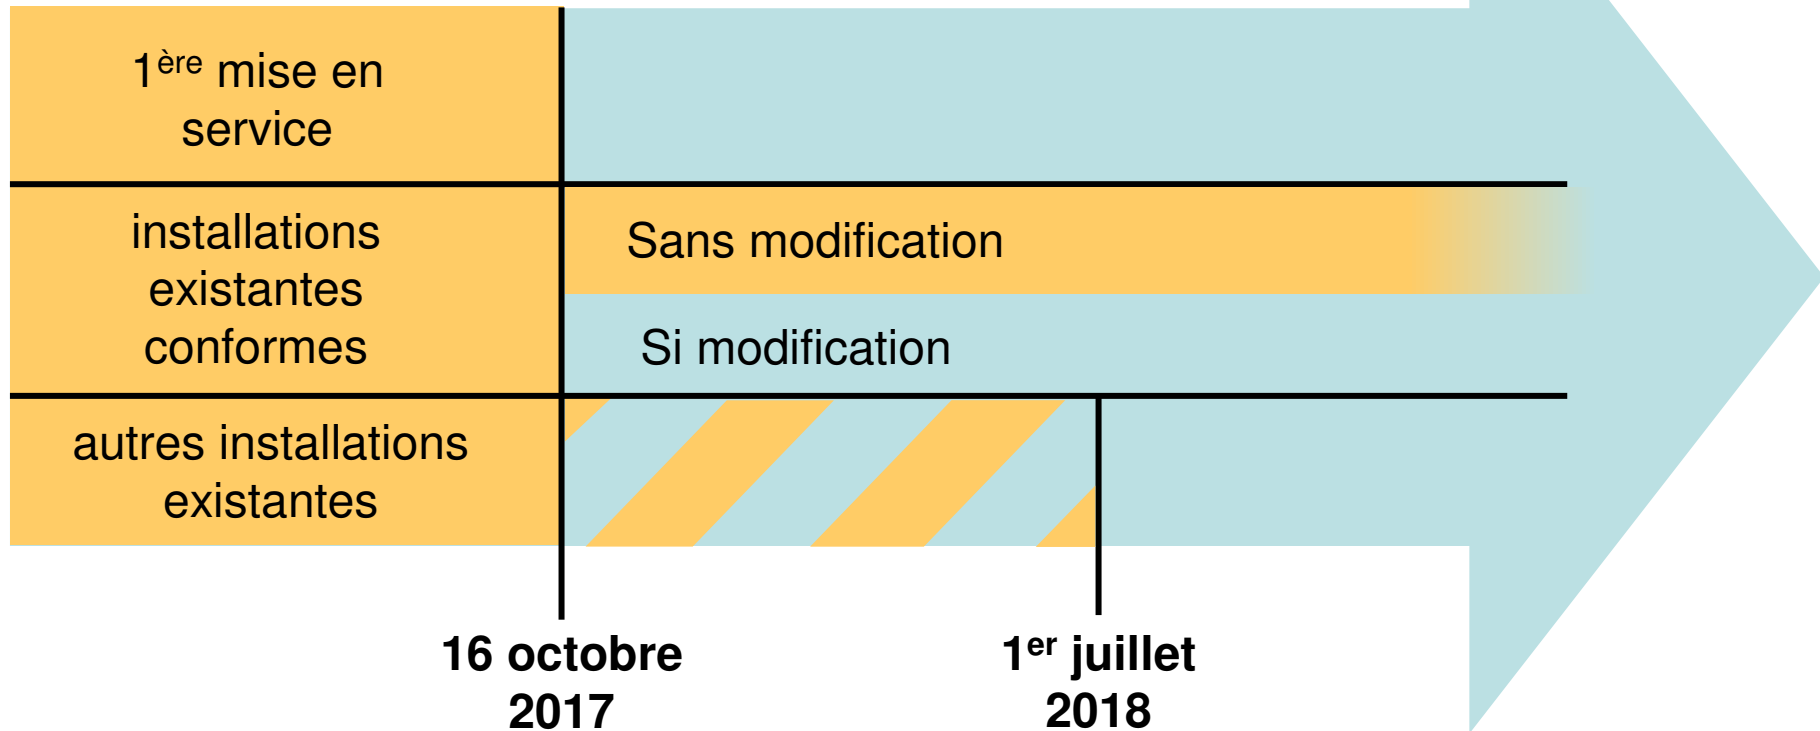 1ère mise en
service
installations
existantes
conformes
Sans modification
Si modification
autres installations
existantes
16 octobre
2017
1er juillet
2018